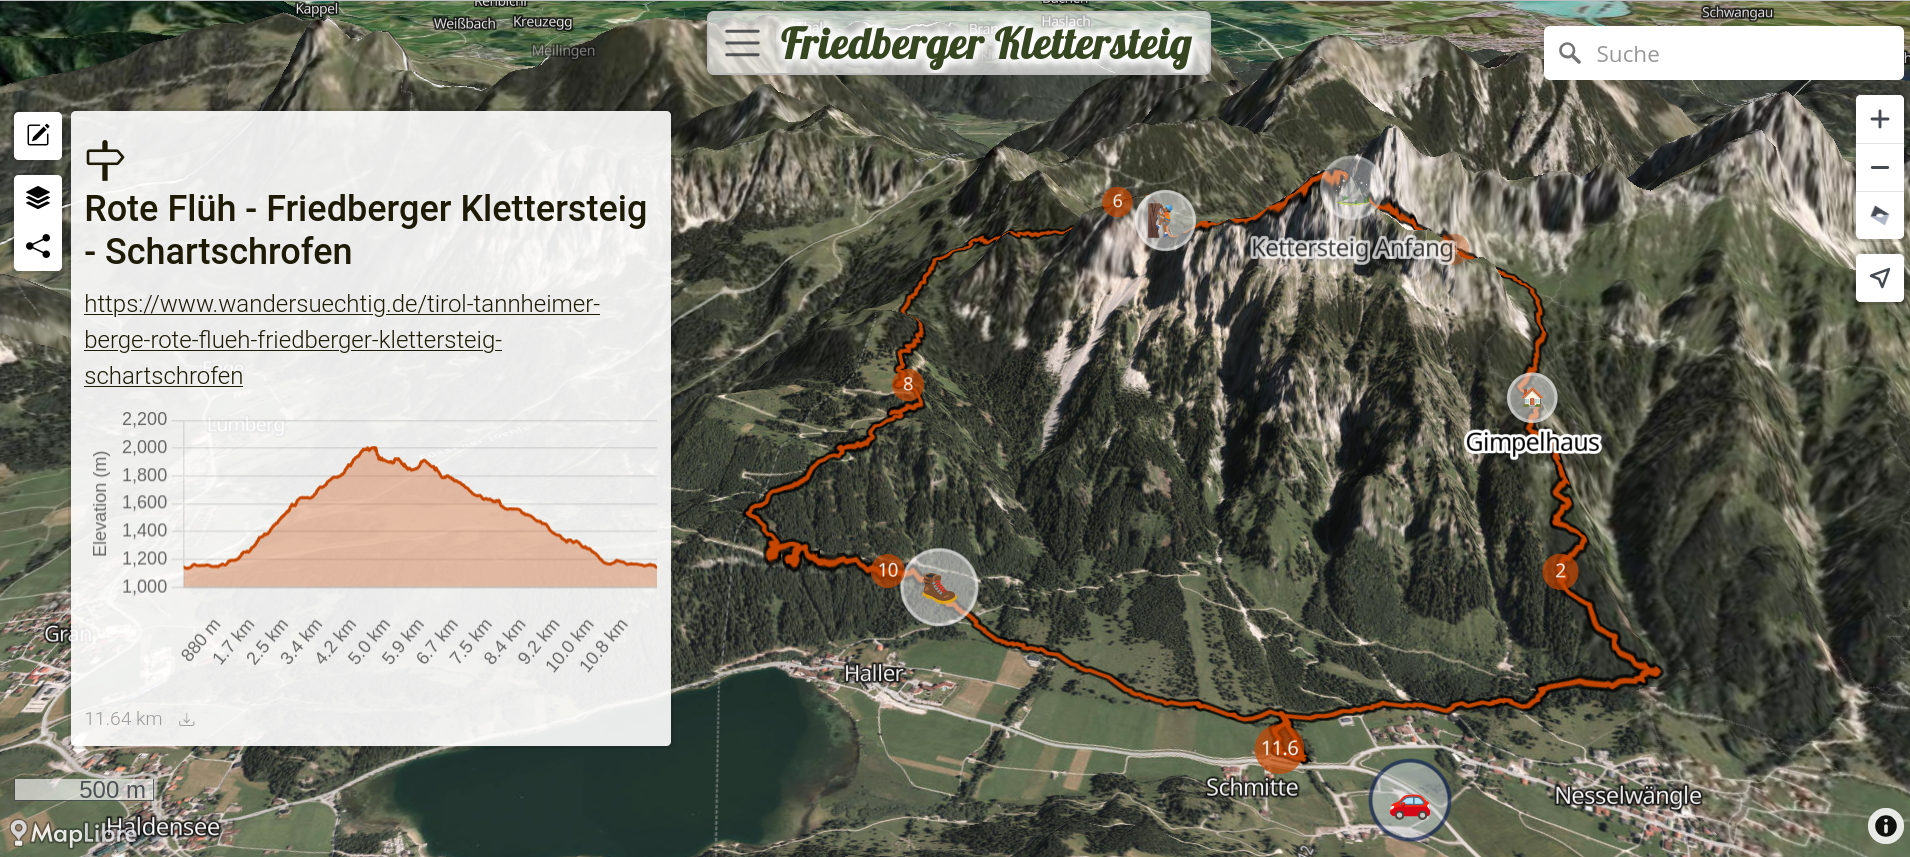 Kappel
Weißbach
Kreuzegg
Meilingen
Haslach
Schwangau
Friedberger Klettersteig
Suche
Rote Flüh - Friedberger Klettersteig
- Schartschrofen
https://www.wandersuechtig.de/tirol-tannheimer-
berge-rote-flueh-friedberger-klettersteig-
schartschrofen
Lumberg
2,200
2,000
1,800
1,600
1,400
1,200
1,000
Elevation (m)
880 m
1.7 km
2.5 km
3.4 km
4.2 km
5.0 km
5.9 km
6.7 km
7.5 km
8.4 km
9.2 km
10.0 km
10.8 km
11.64 km
6
Kettersteig Anfang
8
Gimpelhaus
10
2
Grän
Haller
11.6
Schmitte
Nesselwängle
500 m
MapLibre
Haldensee